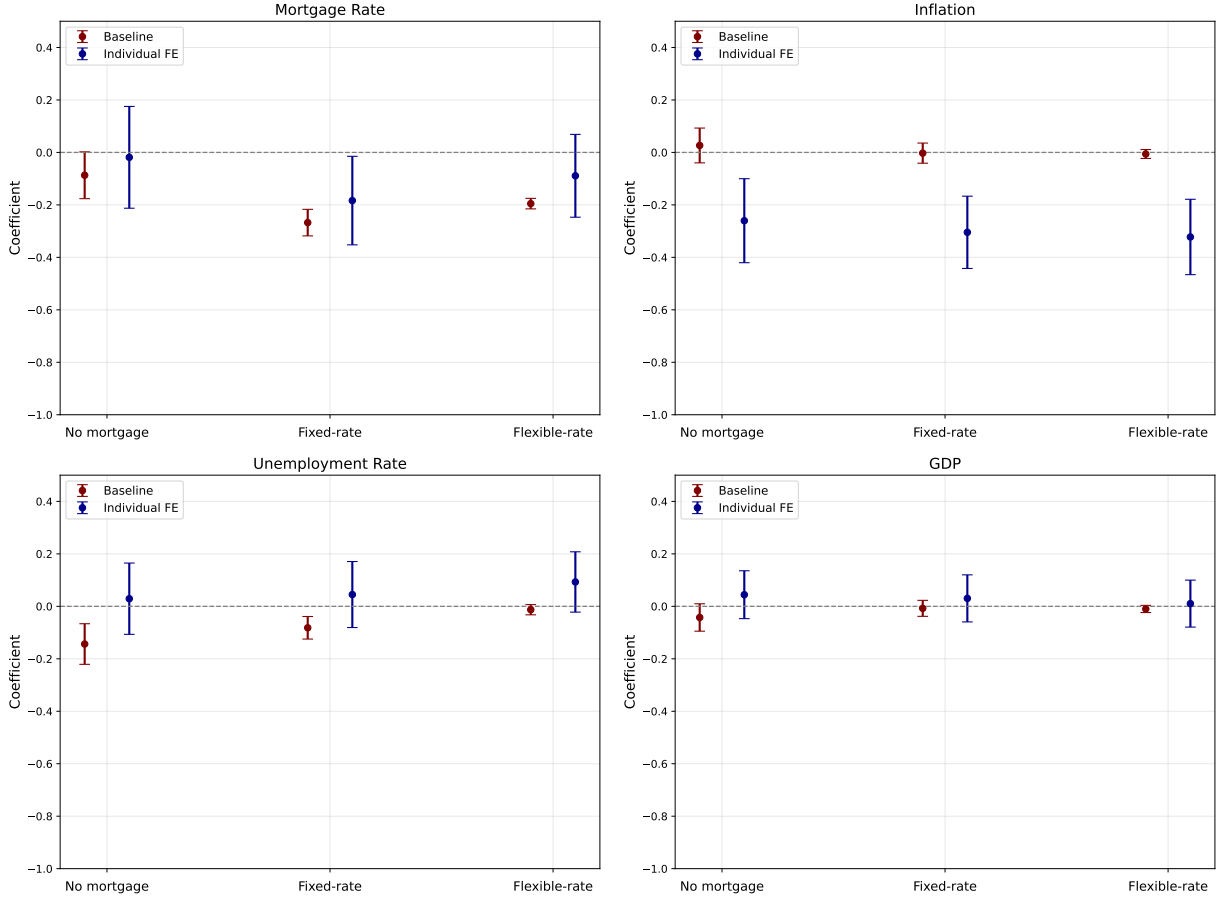 Mortgage Rate
Baseline
Individual FE
0.4
0.2
0.0
−0.2
−0.4
−0.6
−0.8
−1.0
Coefficient
No mortgage
Fixed-rate
Flexible-rate
Inflation
Baseline
Individual FE
0.4
0.2
0.0
−0.2
−0.4
−0.6
−0.8
−1.0
Coefficient
No mortgage
Fixed-rate
Flexible-rate
Unemployment Rate
Baseline
Individual FE
0.4
0.2
0.0
−0.2
−0.4
−0.6
−0.8
−1.0
Coefficient
No mortgage
Fixed-rate
Flexible-rate
GDP
Baseline
Individual FE
0.4
0.2
0.0
−0.2
−0.4
−0.6
−0.8
−1.0
Coefficient
No mortgage
Fixed-rate
Flexible-rate